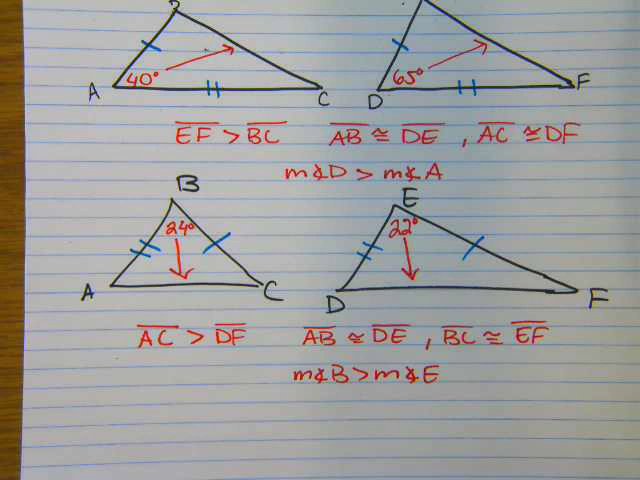 B
40° 65°
A C D F
EF > BC AB ≅ DE , AC ≅ DF
m∡D > m∡A
B E
24° 22°
A C D F
AC > DF AB ≅ DE , BC ≅ EF
m∡B > m∡E